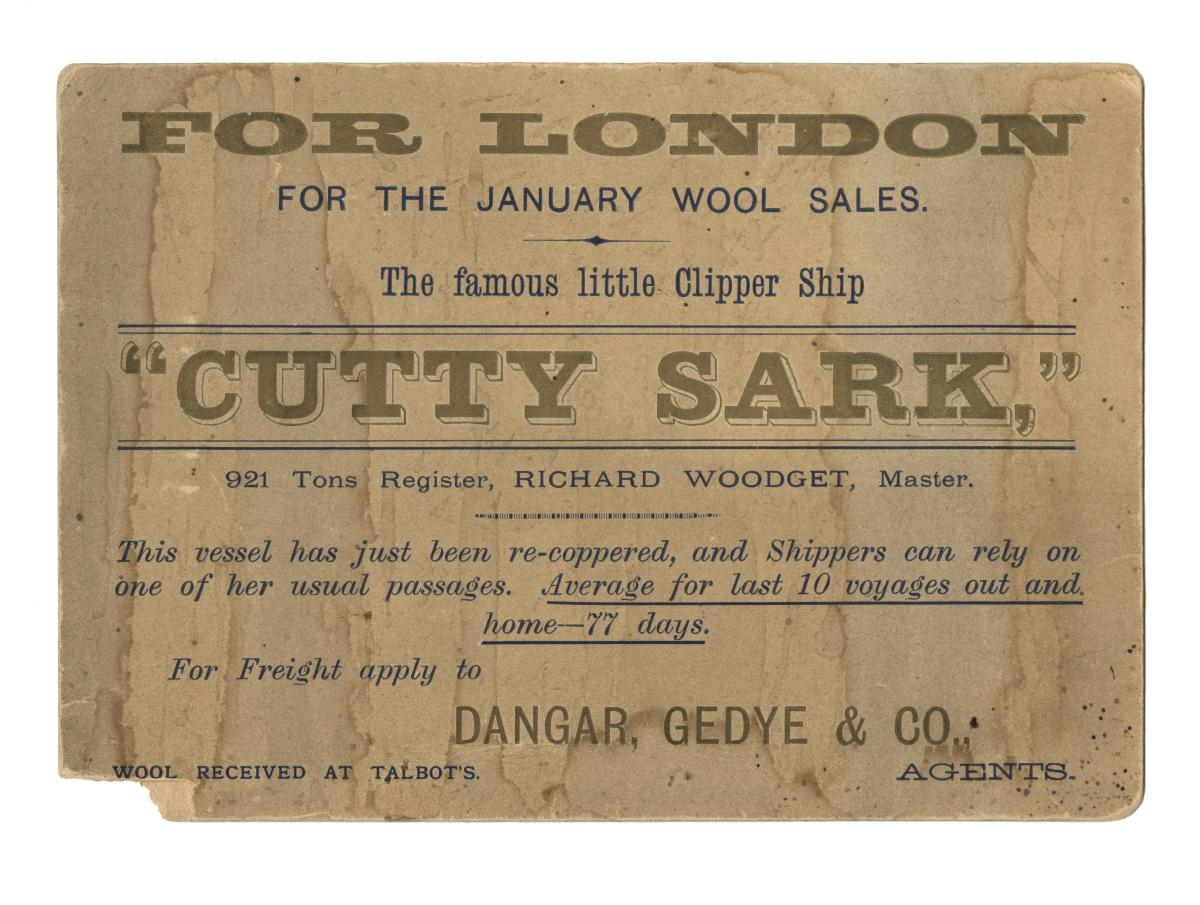 FOR LONDON
FOR THE JANUARY WOOL SALES.
The famous little Clipper Ship
"CUTTY SARK,"
921 Tons Register, RICHARD WOODGET, Master.
This vessel has just been re-coppered, and Shippers can rely on
one of her usual passages. Average for last 10 voyages out and
home—77 days.
For Freight apply to
DANGAR, GEDYE & CO.,
WOOL RECEIVED AT TALBOT'S.
AGENTS.